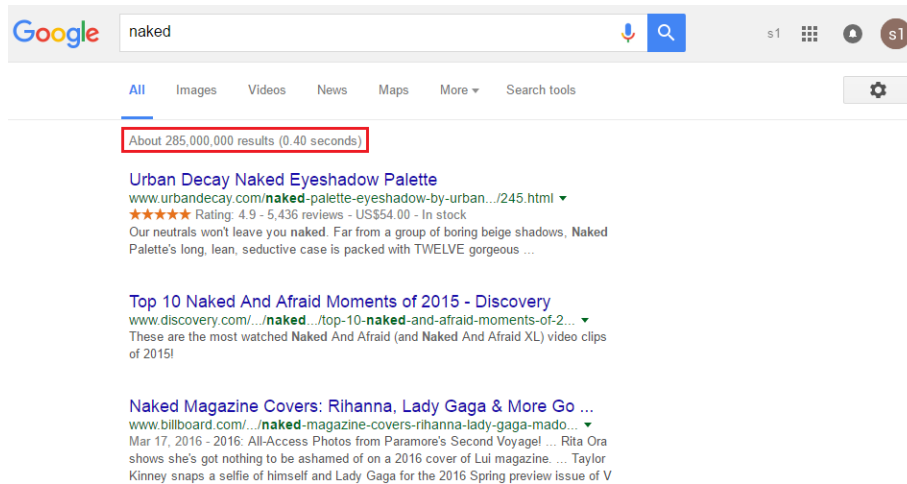 Google naked s1 s1
All Images Videos News Maps More Search tools
About 285,000,000 results (0.40 seconds)
Urban Decay Naked Eyeshadow Palette
www.urbandecay.com/naked-palette-eyeshadow-by-urban.../245.html
Rating: 4.9 - 5,436 reviews - US$54.00 - In stock
Our neutrals won't leave you naked. Far from a group of boring beige shadows, Naked
Palette's long, lean, seductive case is packed with TWELVE gorgeous ...
Top 10 Naked And Afraid Moments of 2015 - Discovery
www.discovery.com/.../naked.../top-10-naked-and-afraid-moments-of-2...
These are the most watched Naked And Afraid (and Naked And Afraid XL) video clips
of 2015!
Naked Magazine Covers: Rihanna, Lady Gaga & More Go ...
www.billboard.com/.../naked-magazine-covers-rihanna-lady-gaga-mado...
Mar 17, 2016 - 2016: All-Access Photos from Paramore's Second Voyage! ... Rita Ora
shows she's got nothing to be ashamed of on a 2016 cover of Lui magazine. ... Taylor
Kinney snaps a selfie of himself and Lady Gaga for the 2016 Spring preview issue of V